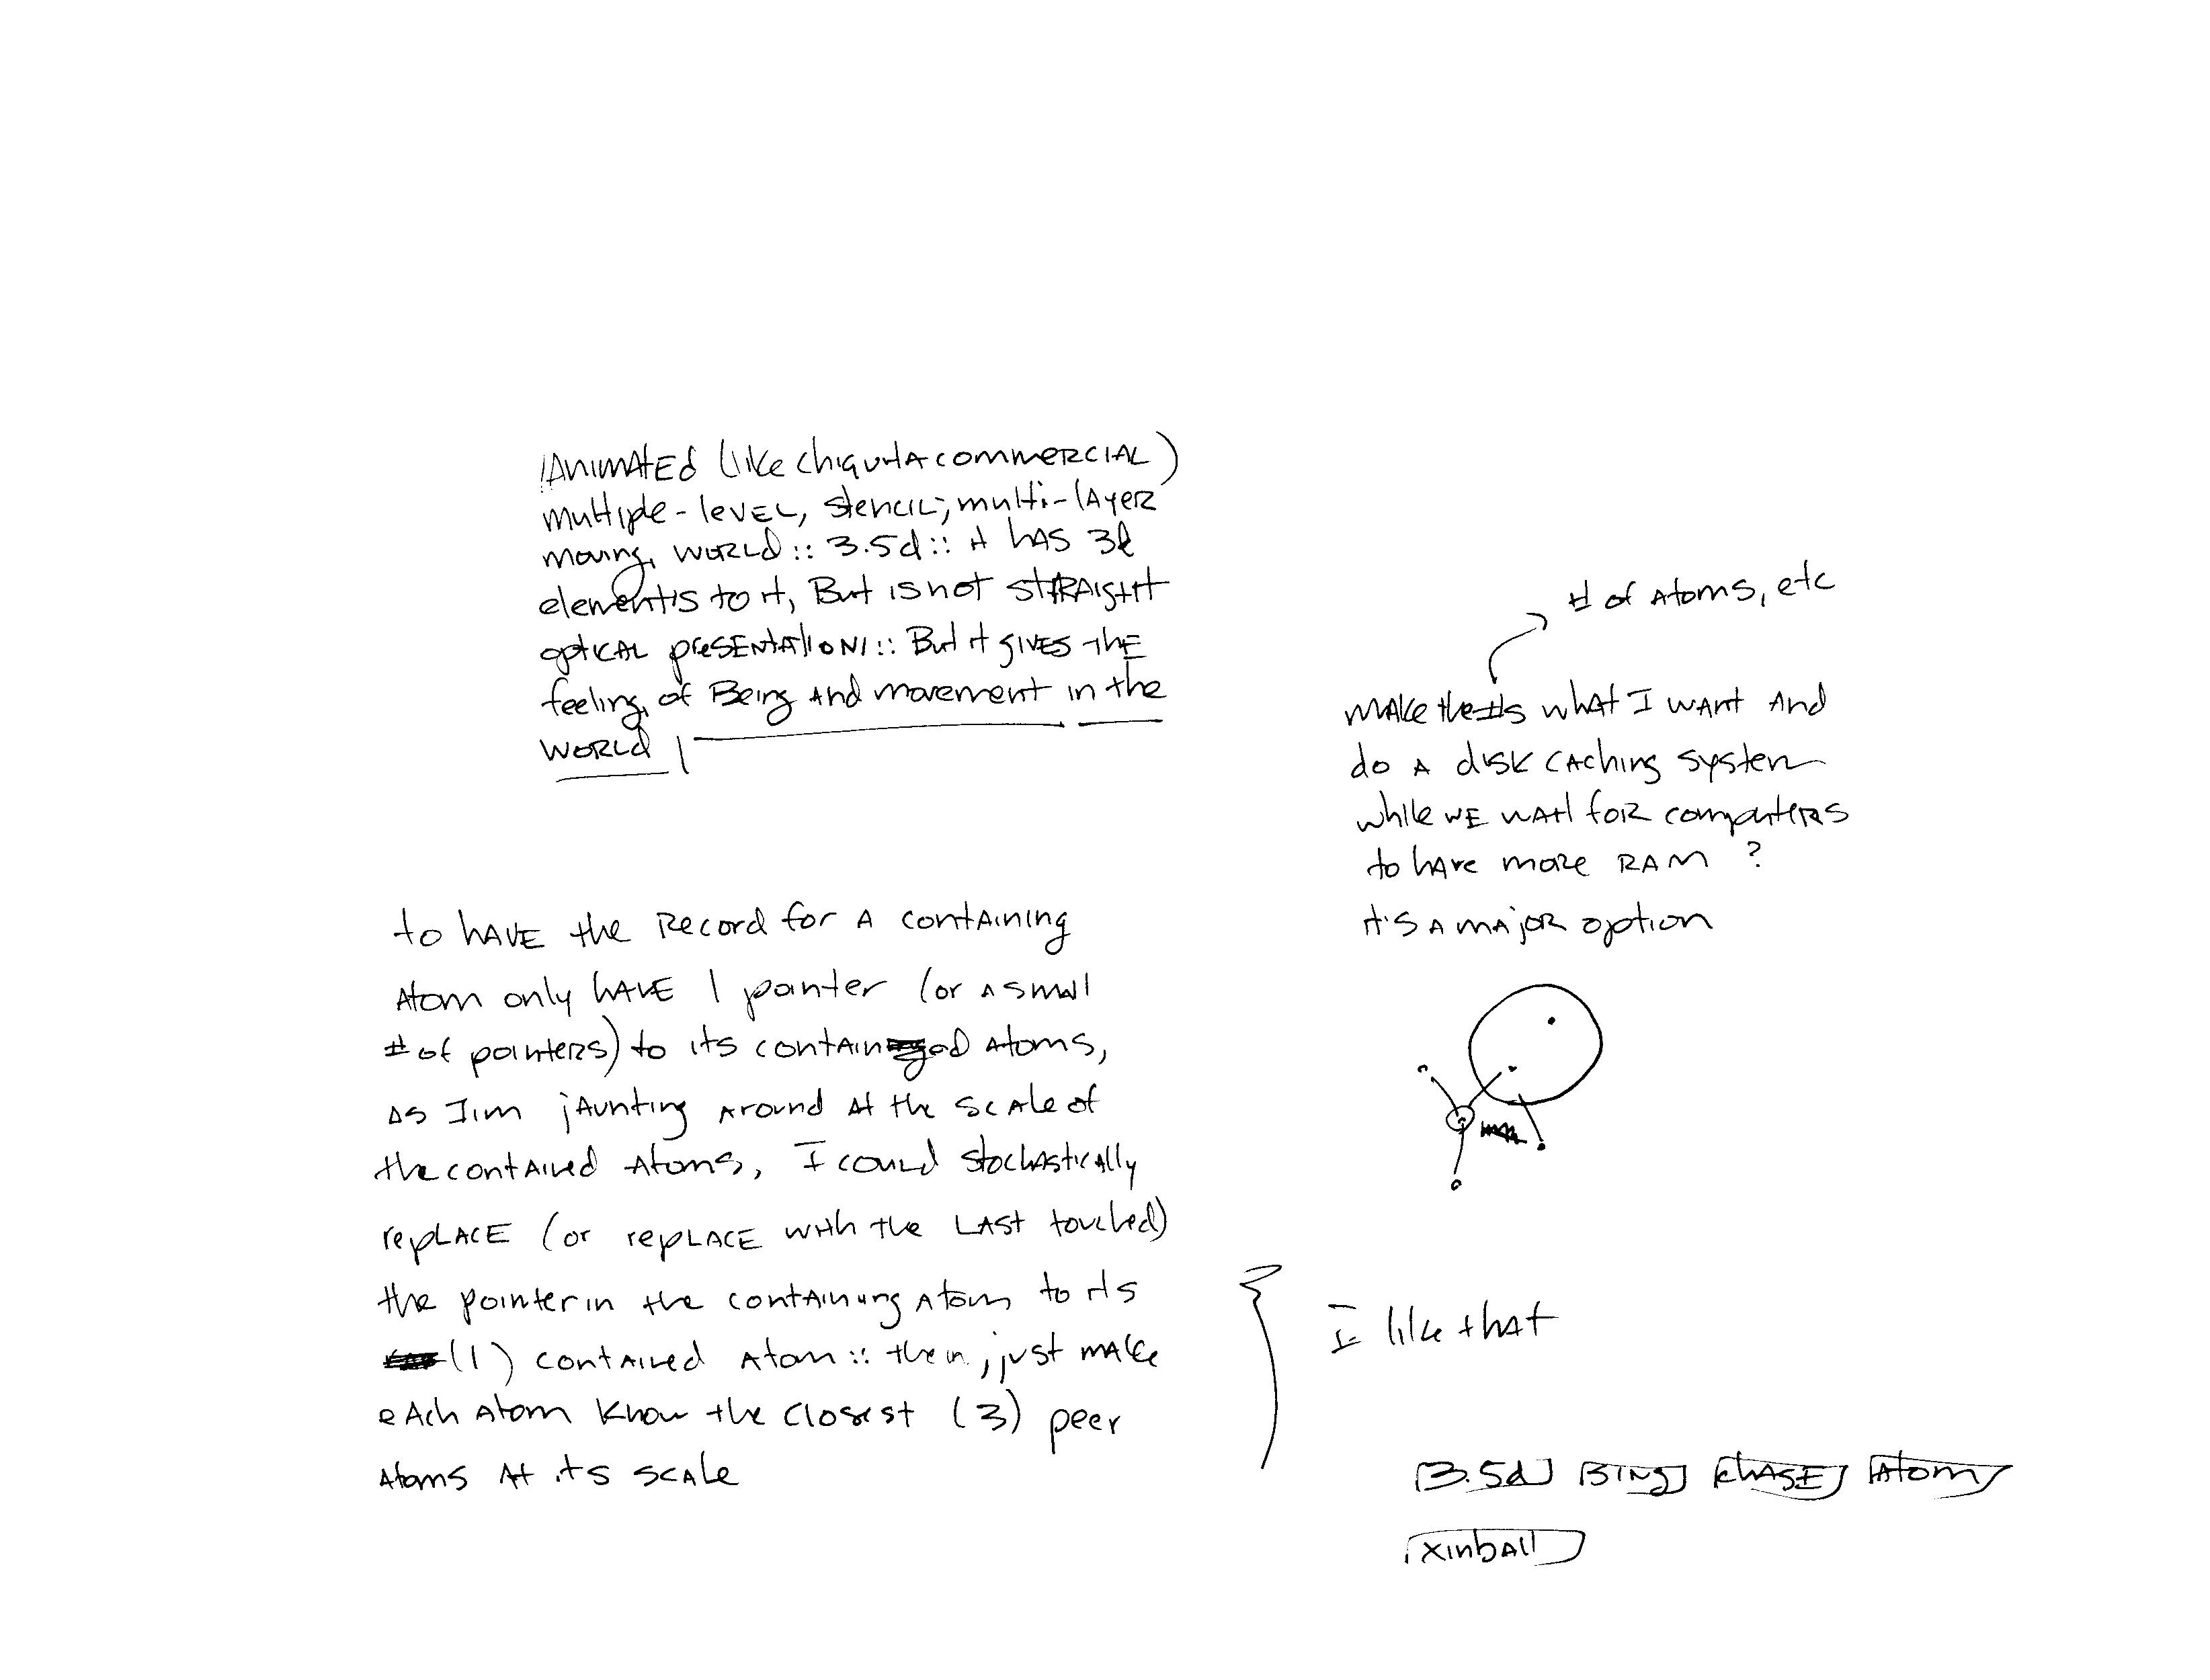 Animated (like chiquita commercial)
multiple-level, stencil, multi-layer
moving, world :: 3.5d :: it has 3d
elements to it, But is not straight
optical presentation :: But it gives the
feeling of Being and movement in the
world
# of atoms, etc
make the #s what I want and
do a disk caching system
while we wait for computers
to have more RAM ?
it's a major option
to have the record for a containing
atom only have 1 pointer (or a small
# of pointers) to its contained atoms,
as I'm jaunting around at the scale of
the contained atoms, I could stochastically
replace (or replace with the last touched)
the pointer in the containing atom to its
(1) contained atom :: then, just make
each atom know the closest (3) peer
atoms at its scale
I like that
3.5d BING CHASE Atom
xinball